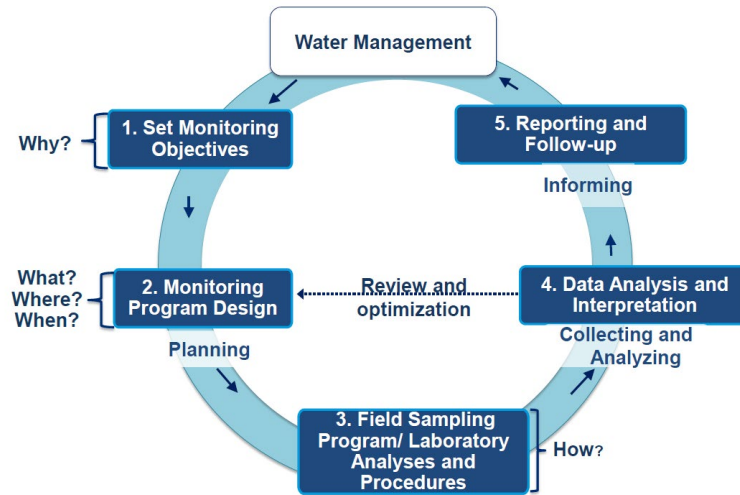 Water Management
Why?
1. Set Monitoring
Objectives
5. Reporting and
Follow-up
Informing
What?
Where?
When?
2. Monitoring
Program Design
Review and
optimization
4. Data Analysis and
Interpretation
Planning
Collecting and
Analyzing
3. Field Sampling
Program/ Laboratory
Analyses and
Procedures
How?